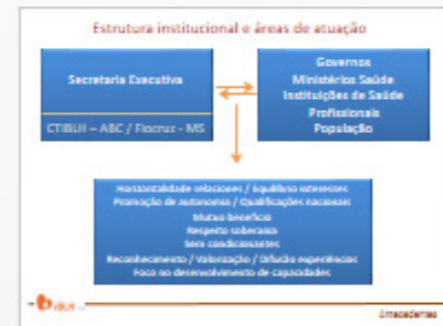 Estrutura institucional e áreas de atuação
Secretaria Executiva
CTIBLH – ABC / Fiocruz - MS
Governos
Ministérios Saúde
Instituições de Saúde
Profissionais
População
Horizontalidade relaciones / Equilíbrio interesses
Promoção de autonomia / Qualificações nacionais
Mutuo benefício
Respeito soberania
Sem condicionantes
Reconhecimento / Valorização / Difusão experiências
Foco no desenvolvimento de capacidades
Antecedentes